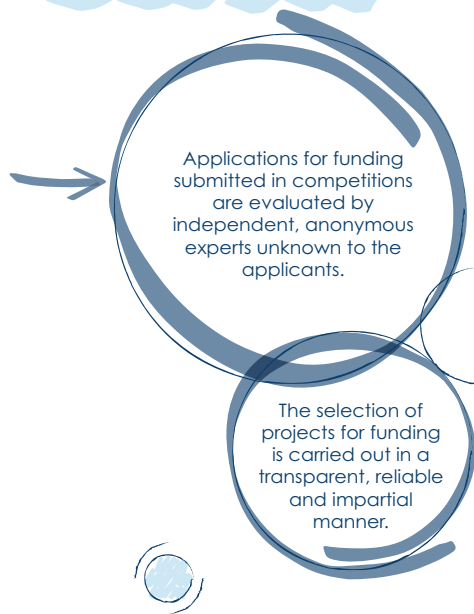 Applications for funding
submitted in competitions
are evaluated by
independent, anonymous
experts unknown to the
applicants.
The selection of
projects for funding
is carried out in a
transparent, reliable
and impartial
manner.